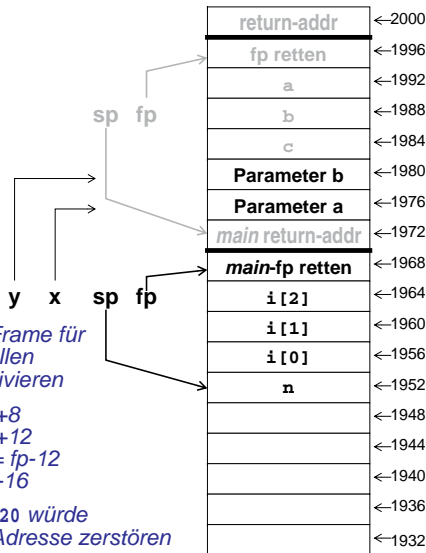 return-addr
2000
fp retten
1996
a
1992
sp fp
b
1988
c
1984
Parameter b
1980
Parameter a
1976
main return-addr
1972
main-fp retten
1968
y x sp fp
i[2]
1964
i[1]
1960
i[0]
1956
n
1952
1948
1944
1940
1936
1932
Frame für
+8
+12
= fp-12
-16
20 würde
Adresse zerstören